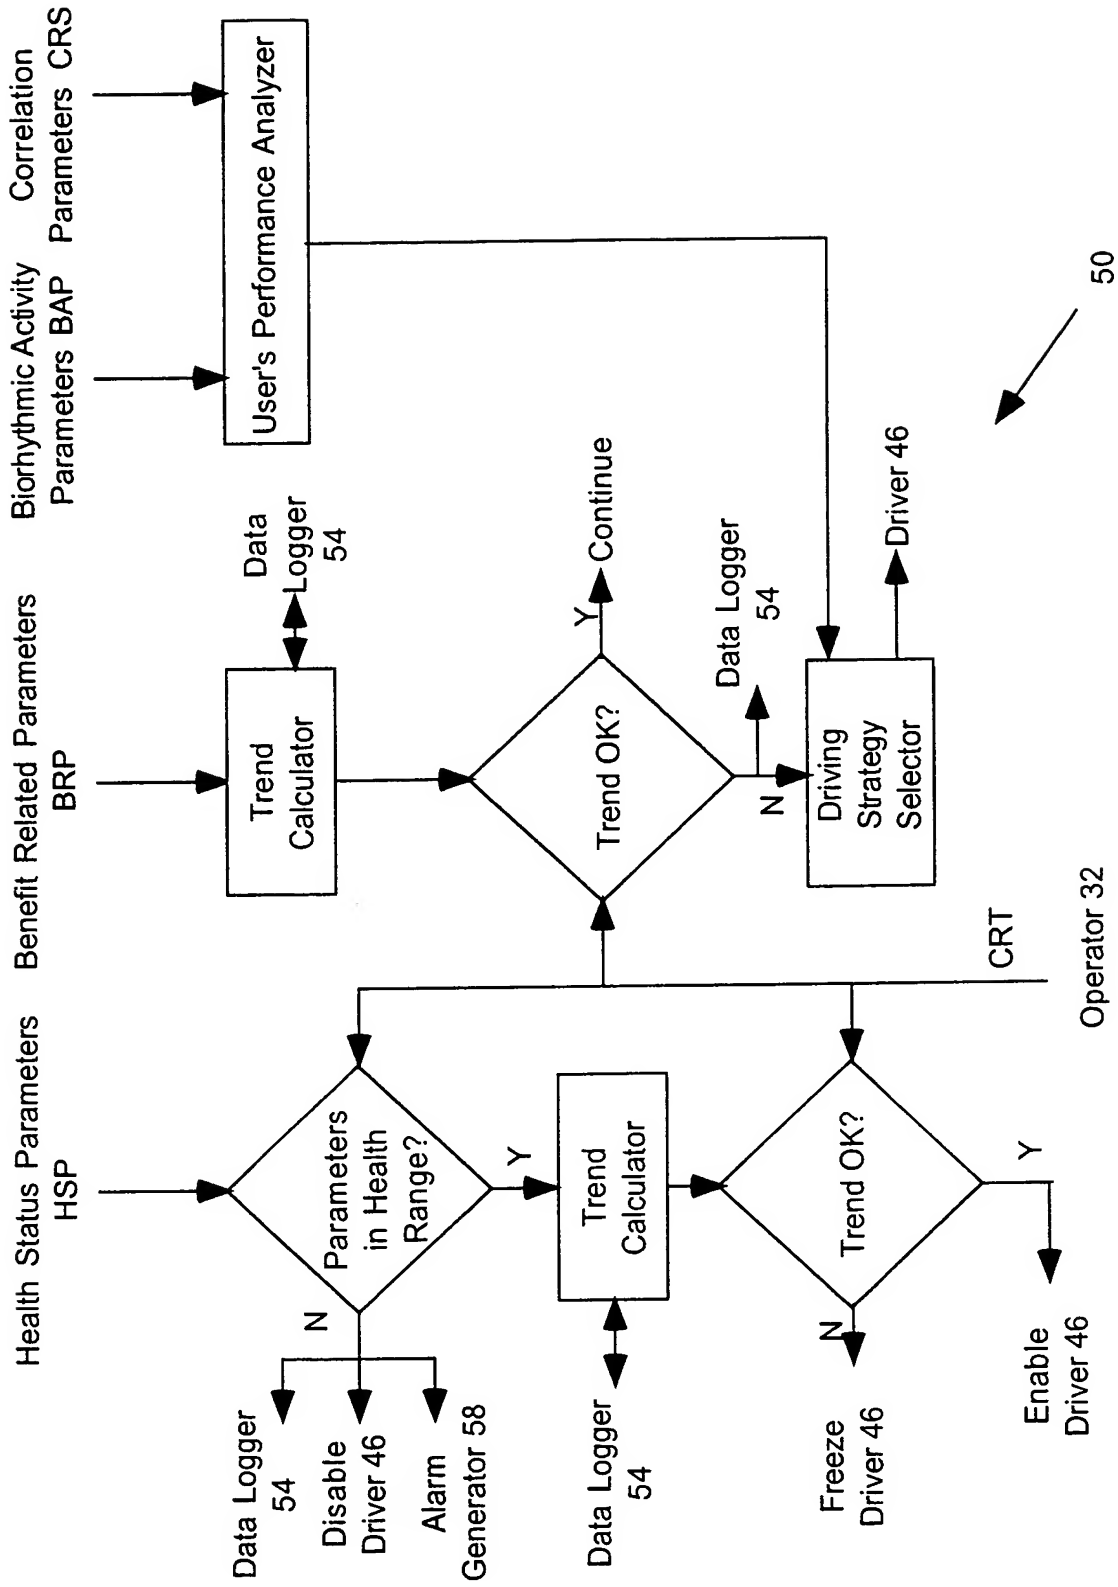 Health Status Parameters
HSP
Benefit Related Parameters
BRP
Biorhythmic Activity
Parameters BAP
Correlation
Parameters CRS
Parameters
in Health
Range?
N
Data Logger
54
Disable
Driver 46
Alarm
Generator 58
Y
Trend
Calculator
Data Logger
54
Trend OK?
N
Freeze
Driver 46
Y
Enable
Driver 46
Trend
Calculator
Data
Logger
54
Trend OK?
Y
Continue
N
Data Logger
54
Driving
Strategy
Selector
Driver 46
User's Performance Analyzer
CRT
Operator 32
50